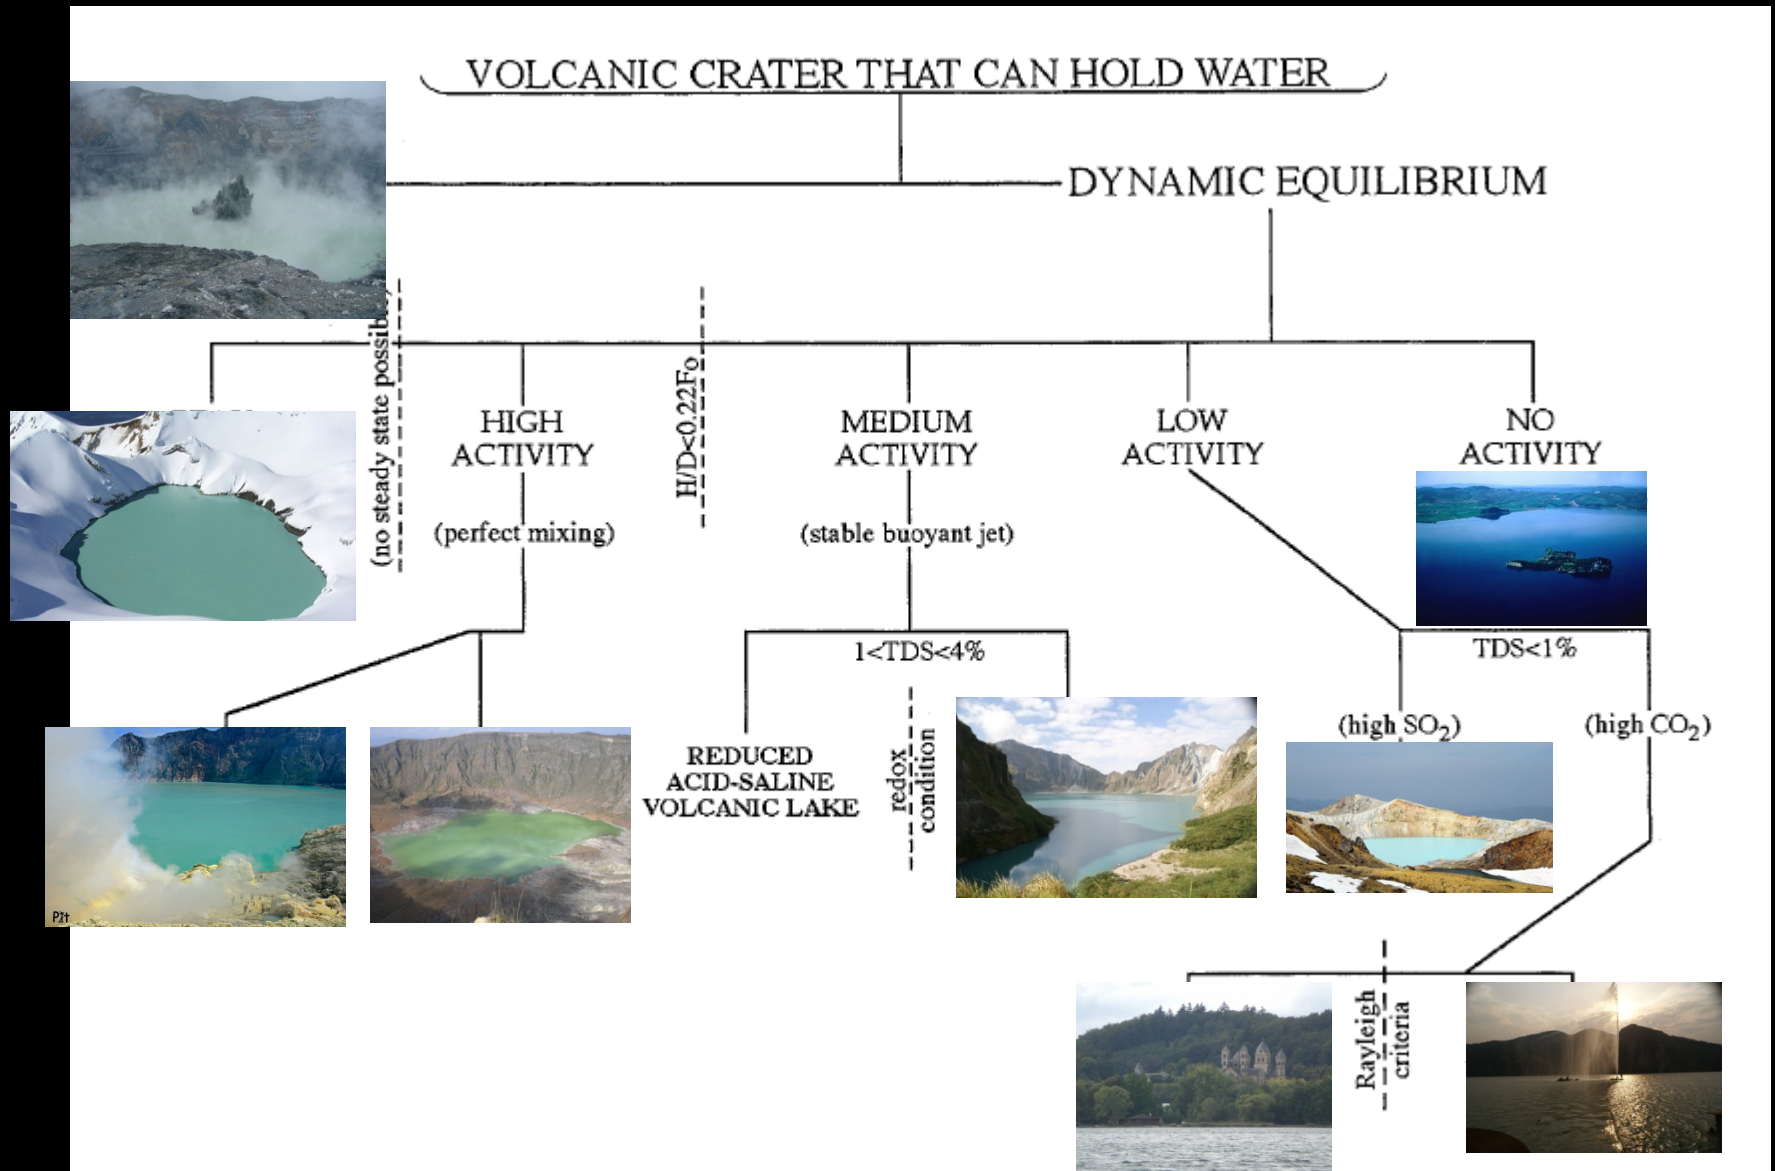 VOLCANIC CRATER THAT CAN HOLD WATER
DYNAMIC EQUILIBRIUM
(no steady state possible)
H/D<0.22Fo
HIGH
ACTIVITY
MEDIUM
ACTIVITY
LOW
ACTIVITY
NO
ACTIVITY
(perfect mixing)
(stable buoyant jet)
1<TDS<4%
TDS<1%
(high SO2)
(high CO2)
REDUCED
ACID-SALINE
VOLCANIC LAKE
redox
condition
Pit
Rayleigh
criteria